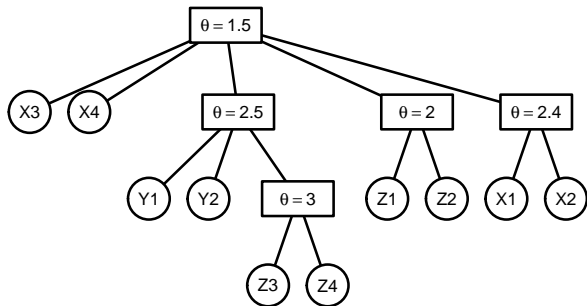 θ = 1.5
X3 X4 θ = 2.5 θ = 2 θ = 2.4
Y1 Y2 θ = 3 Z1 Z2 X1 X2
Z3 Z4